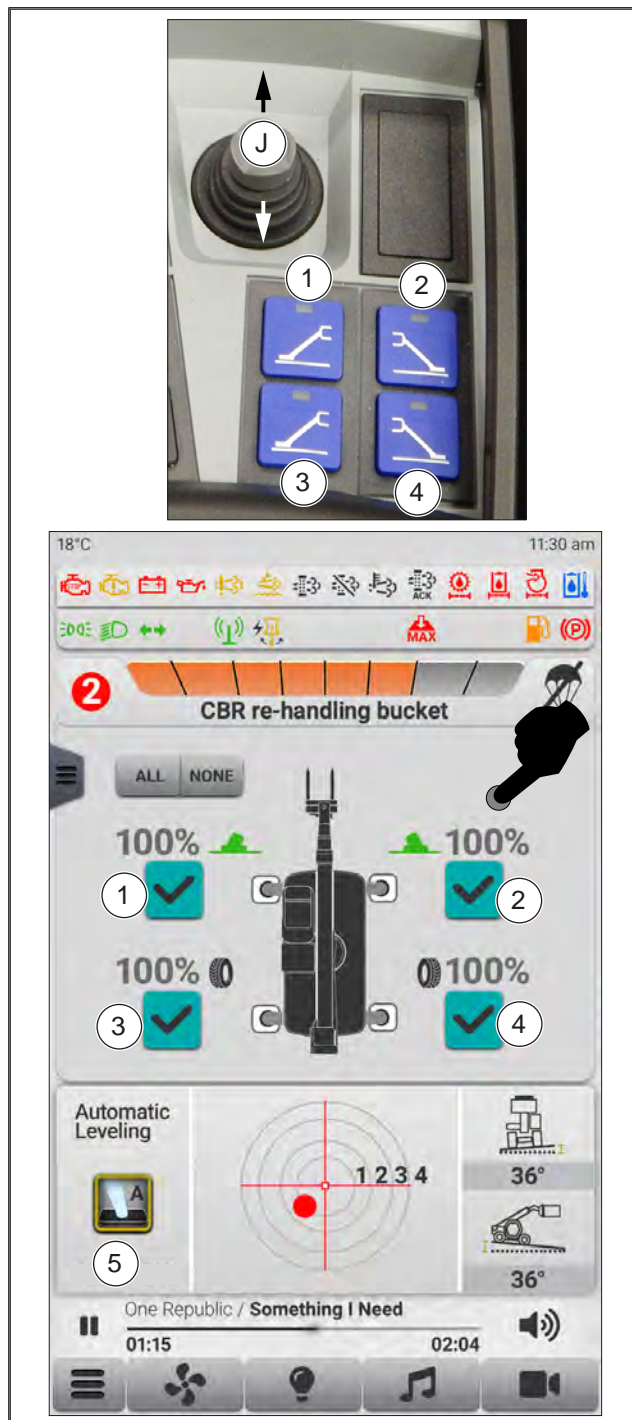 J
1
2
3
4
18°C 11:30 am
STOP
ACK
MAX
(P)
2
CBR re-handling bucket
ALL NONE
100% 100%
1 2
100% 100%
3 4
Automatic
Leveling
A
1 2 3 4
36°
5
36°
One Republic / Something I Need
01:15 02:04